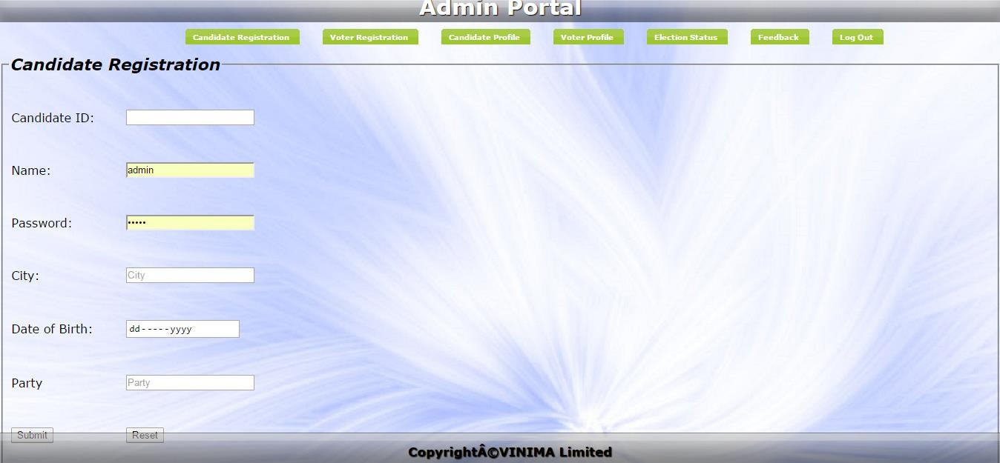 Admin Portal
Candidate Registration Voter Registration Candidate Profile Voter Profile Election Status Feedback Log Out
Candidate Registration
Candidate ID:
Name: admin
Password: •••••
City: City
Date of Birth: dd-----yyyy
Party Party
Submit Reset
CopyrightÂ©VINIMA Limited